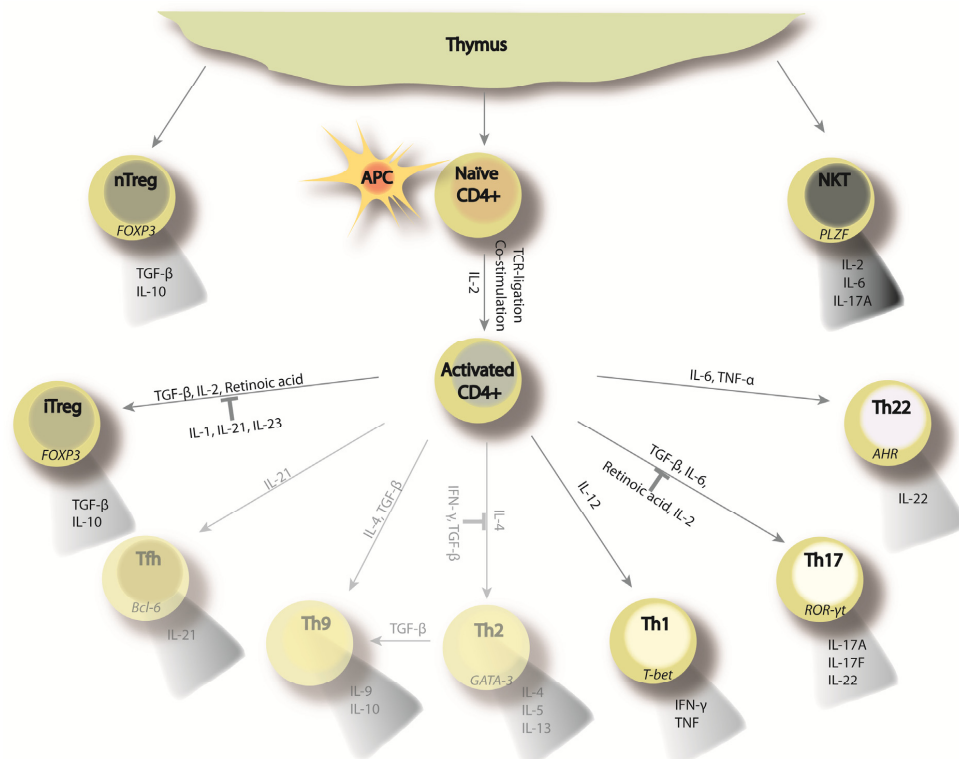 Thymus
nTreg
FOXP3
TGF-β
IL-10
APC
Naïve
CD4+
NKT
PLZF
IL-2
IL-6
IL-17A
IL-2
TCR-ligation
Co-stimulation
Activated
CD4+
TGF-β, IL-2, Retinoic acid
IL-1, IL-21, IL-23
iTreg
FOXP3
TGF-β
IL-10
IL-21
Tfh
Bcl-6
IL-21
IL-4, TGF-β
Th9
IL-9
IL-10
TGF-β
IFN-γ, TGF-β
IL-4
Th2
GATA-3
IL-4
IL-5
IL-13
IL-12
Th1
T-bet
IFN-γ
TNF
TGF-β, IL-6,
Retinoic acid, IL-2
Th17
ROR-γt
IL-17A
IL-17F
IL-22
IL-6, TNF-α
Th22
AHR
IL-22